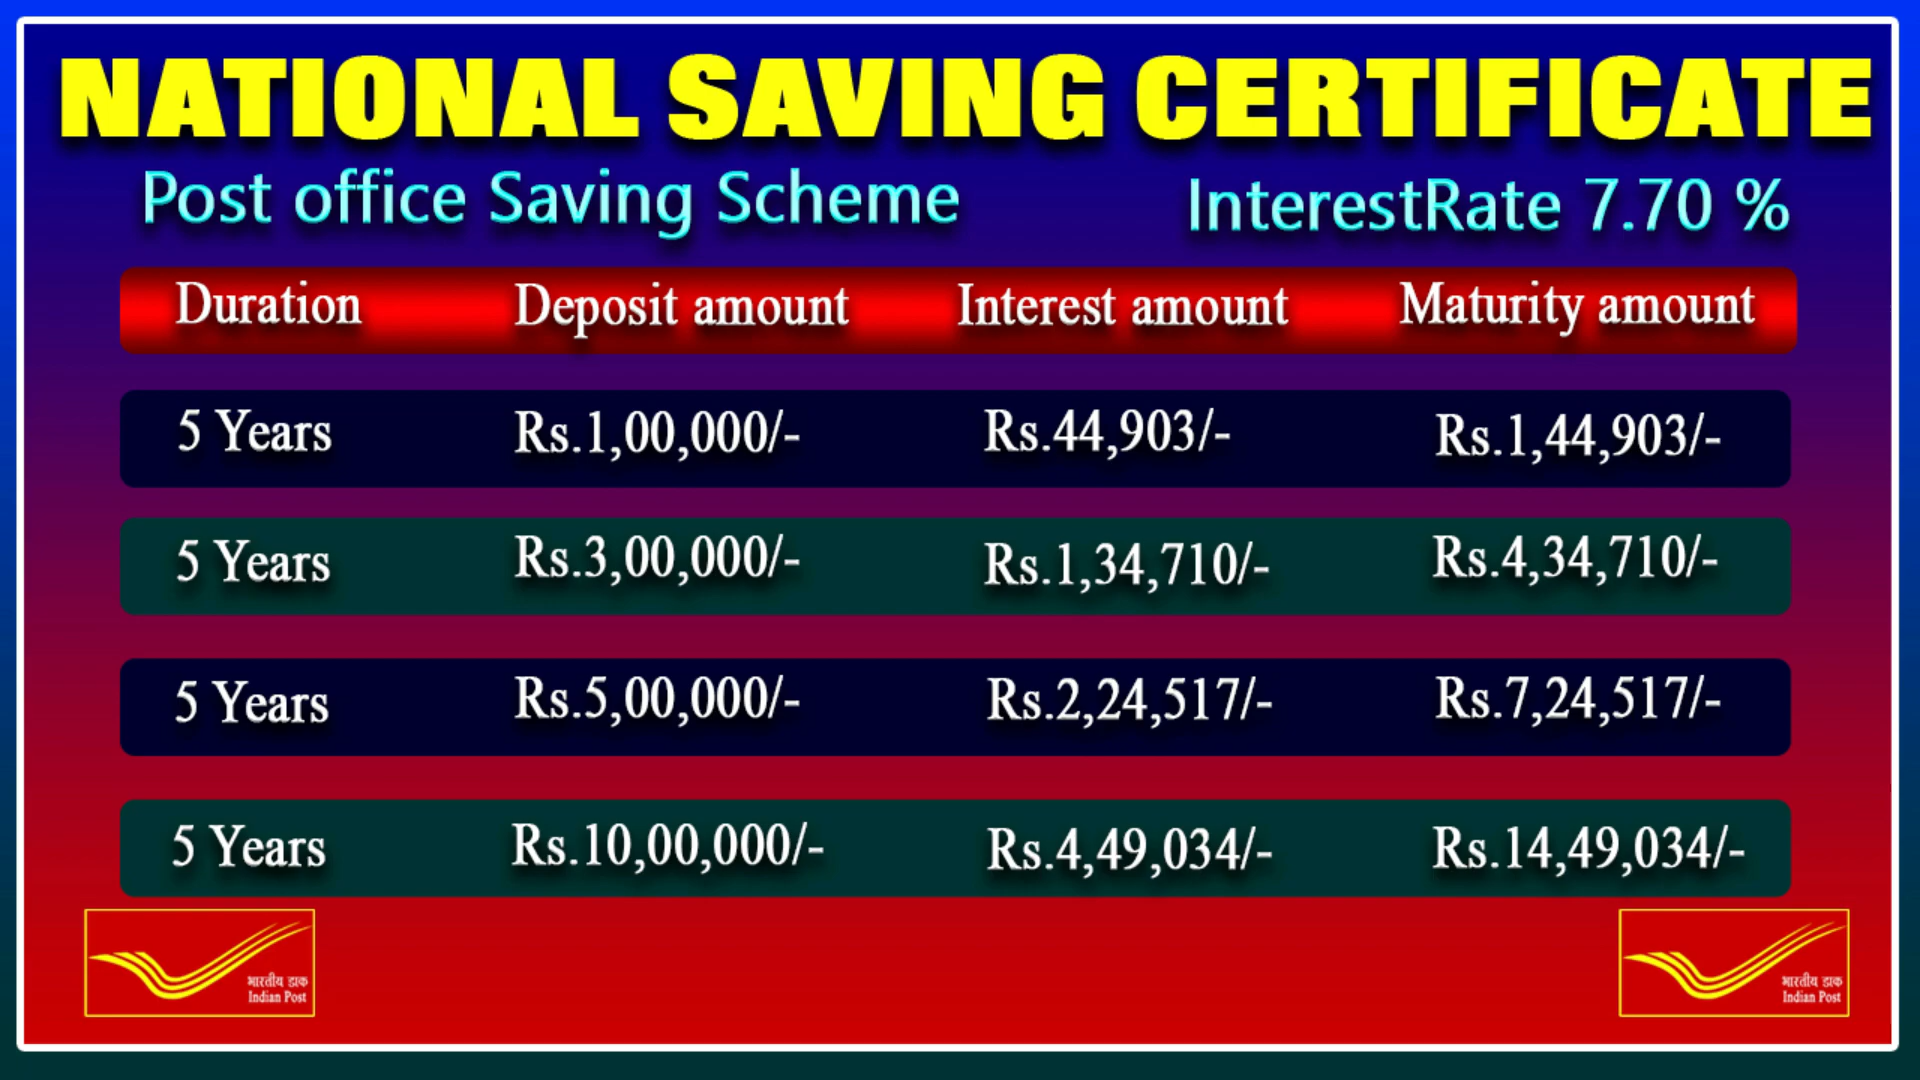 NATIONAL SAVING CERTIFICATE
Post office Saving Scheme InterestRate 7.70 %
Duration Deposit amount Interest amount Maturity amount
5 Years Rs.1,00,000/- Rs.44,903/- Rs.1,44,903/-
5 Years Rs.3,00,000/- Rs.1,34,710/- Rs.4,34,710/-
5 Years Rs.5,00,000/- Rs.2,24,517/- Rs.7,24,517/-
5 Years Rs.10,00,000/- Rs.4,49,034/- Rs.14,49,034/-
भारतीय डाक
Indian Post
भारतीय डाक
Indian Post